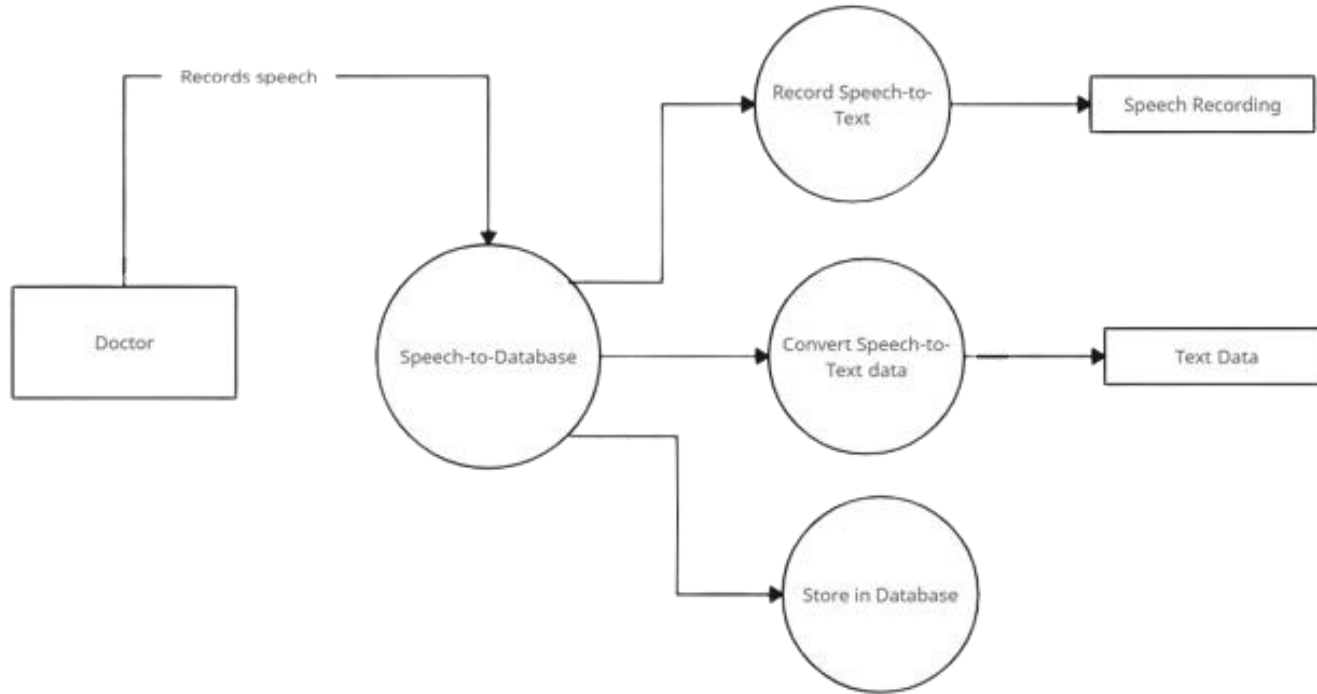 Records speech
Record Speech-to-
Text
Speech Recording
Doctor
Speech-to-Database
Convert Speech-to-
Text data
Text Data
Store in Database